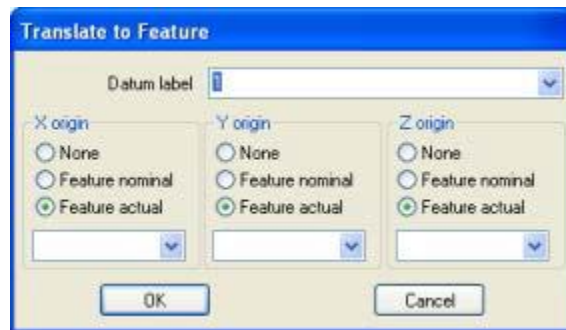 Translate to Feature
Datum label 1
X origin Y origin Z origin
None None None
Feature nominal Feature nominal Feature nominal
Feature actual Feature actual Feature actual
OK Cancel